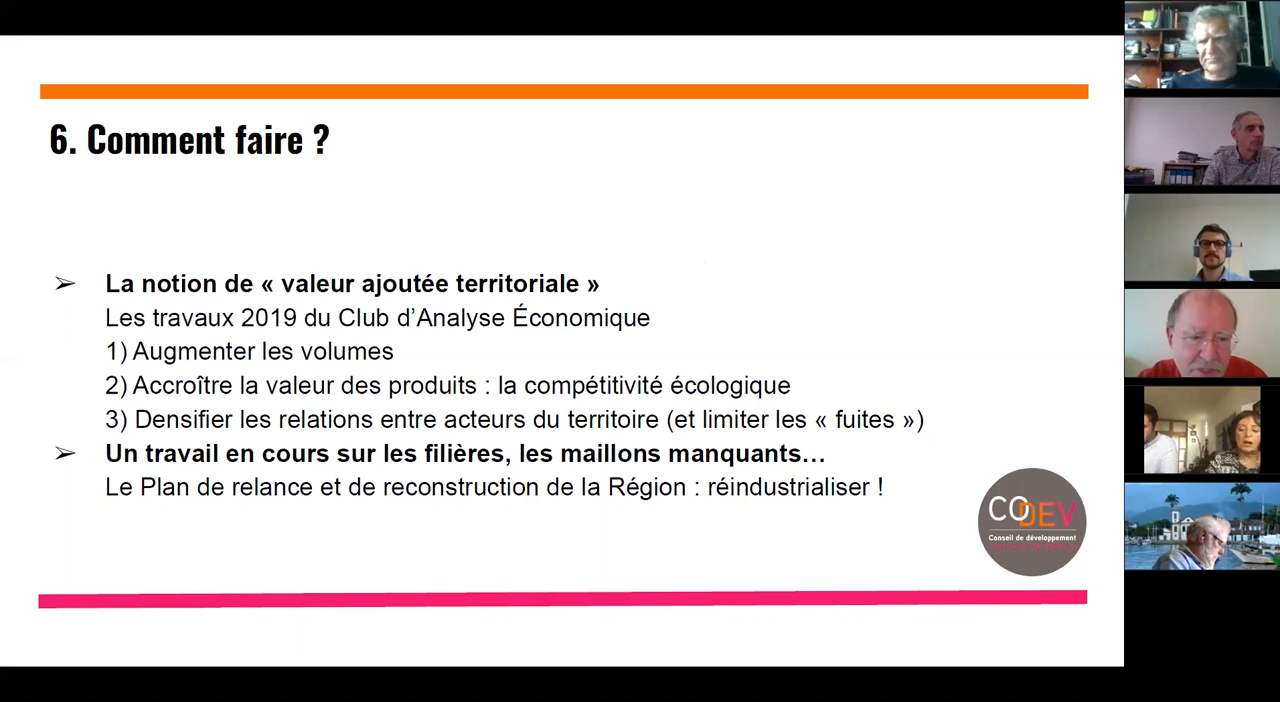 6. Comment faire ?
➢ La notion de « valeur ajoutée territoriale »
Les travaux 2019 du Club d’Analyse Économique
1) Augmenter les volumes
2) Accroître la valeur des produits : la compétitivité écologique
3) Densifier les relations entre acteurs du territoire (et limiter les « fuites »)
➢ Un travail en cours sur les filières, les maillons manquants…
Le Plan de relance et de reconstruction de la Région : réindustrialiser !
CODEV
Conseil de développement